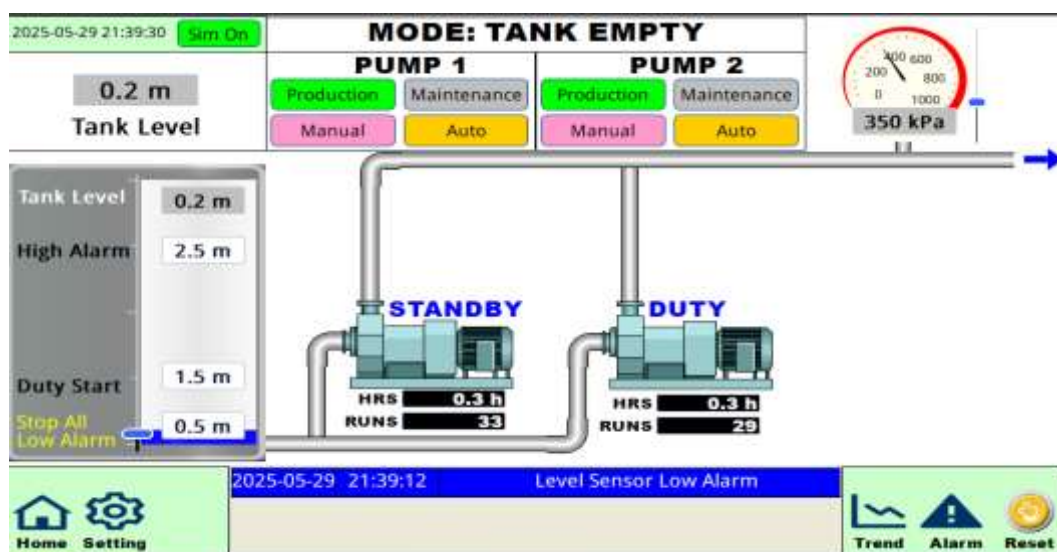 2025-05-29 21:39:30 Sim On
MODE: TANK EMPTY
PUMP 1
PUMP 2
Production Maintenance
Manual Auto
Production Maintenance
Manual Auto
0.2 m
Tank Level
0 200 400 600 800 1000
350 kPa
Tank Level 0.2 m
High Alarm 2.5 m
Duty Start 1.5 m
Stop All
Low Alarm 0.5 m
STANDBY
HRS 0.3 h
RUNS 33
DUTY
HRS 0.3 h
RUNS 29
2025-05-29 21:39:12 Level Sensor Low Alarm
Home Setting
Trend Alarm Reset